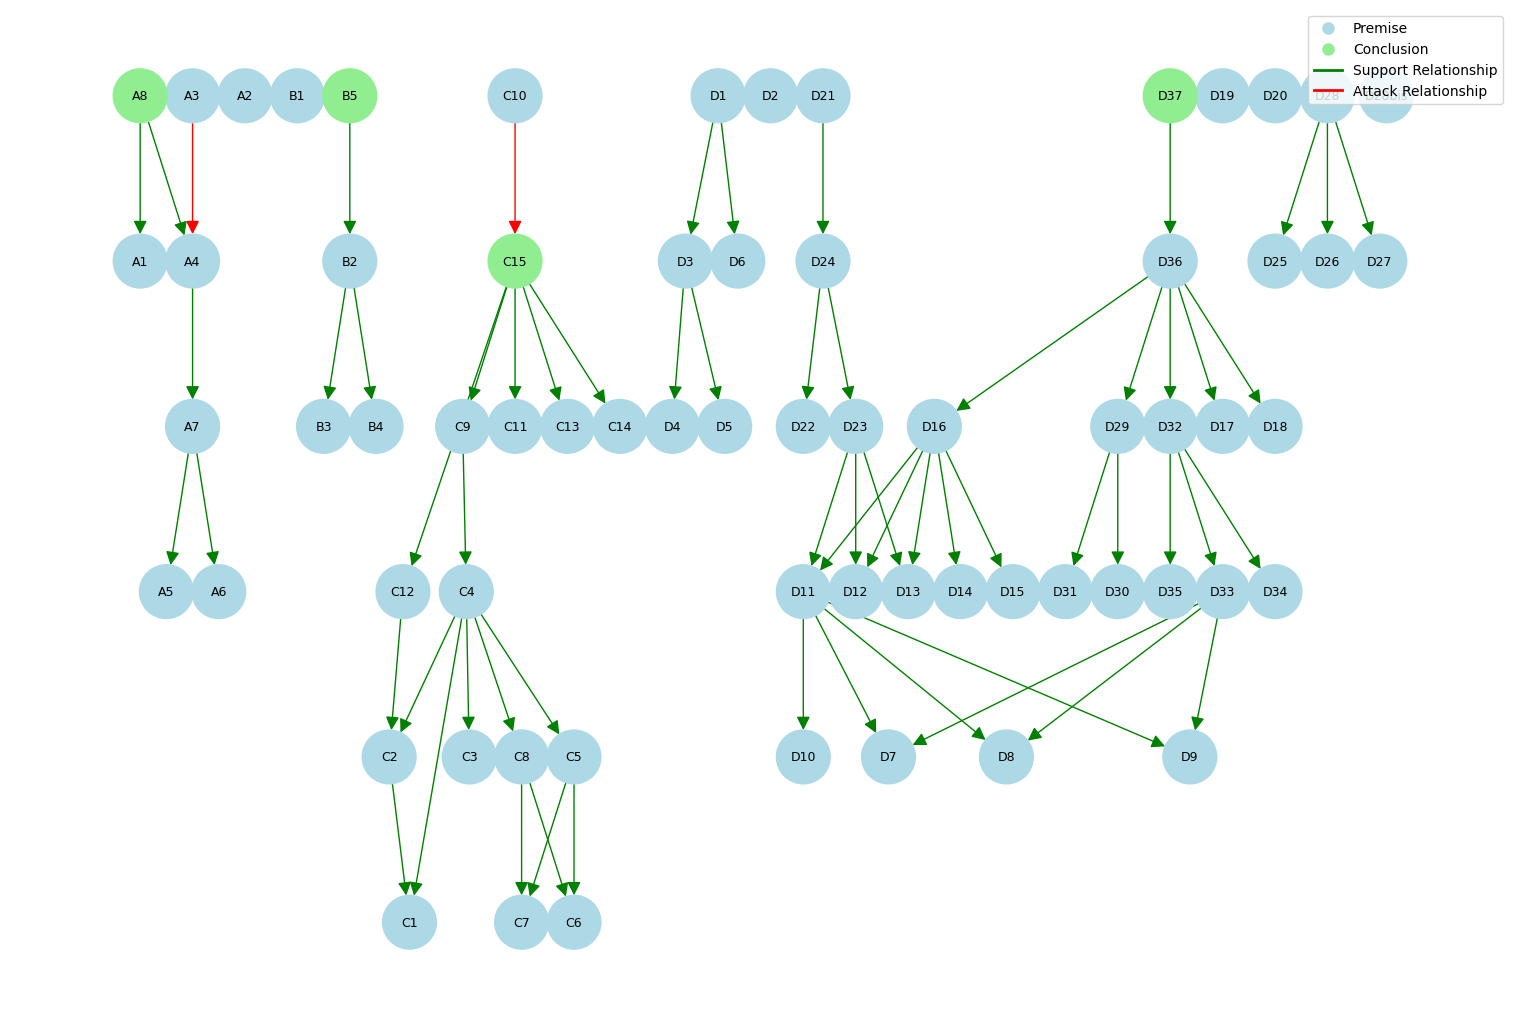 Premise
Conclusion
Support Relationship
Attack Relationship
A8 A3 A2 B1 B5 C10 D1 D2 D21 D37 D19 D20 D28
A1 A4 B2 C15 D3 D6 D24 D36 D25 D26 D27
A7 B3 B4 C9 C11 C13 C14 D4 D5 D22 D23 D16 D29 D32 D17 D18
A5 A6 C12 C4 D11 D12 D13 D14 D15 D31 D30 D35 D33 D34
C2 C3 C8 C5 D10 D7 D8 D9
C1 C7 C6